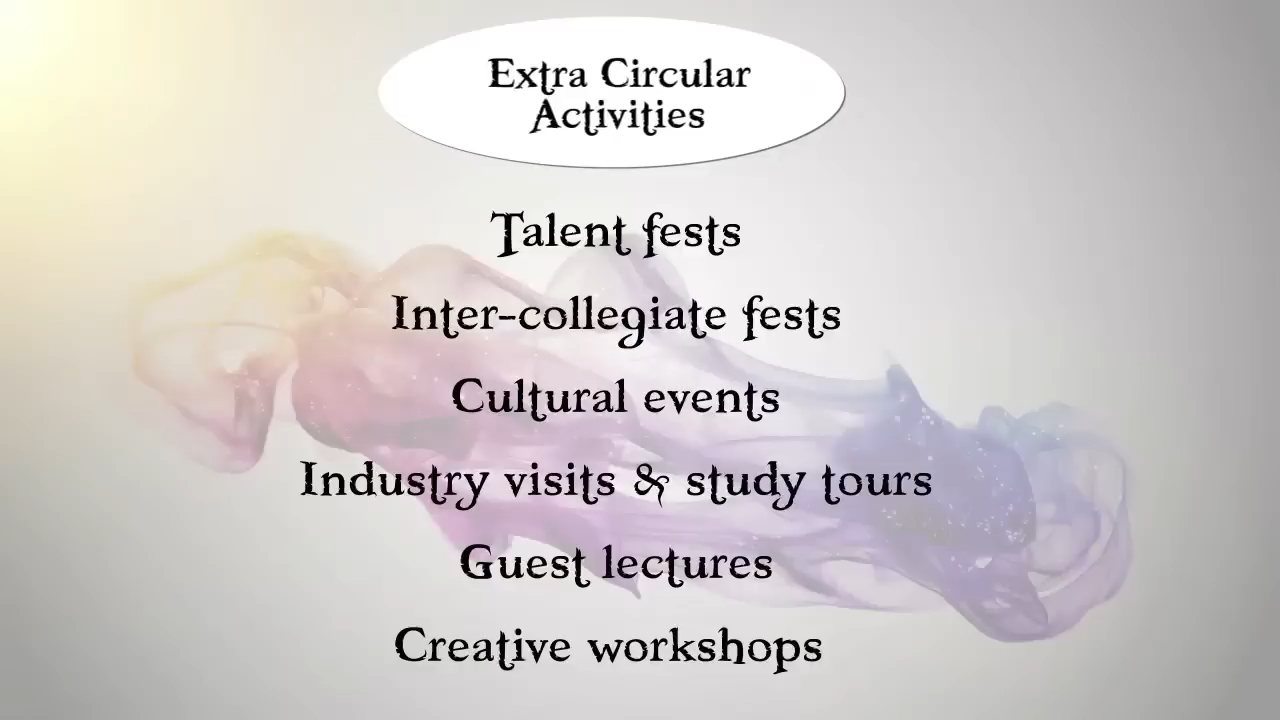 Extra Circular
Activities
Talent fests
Inter-collegiate fests
Cultural events
Industry visits & study tours
Guest lectures
Creative workshops